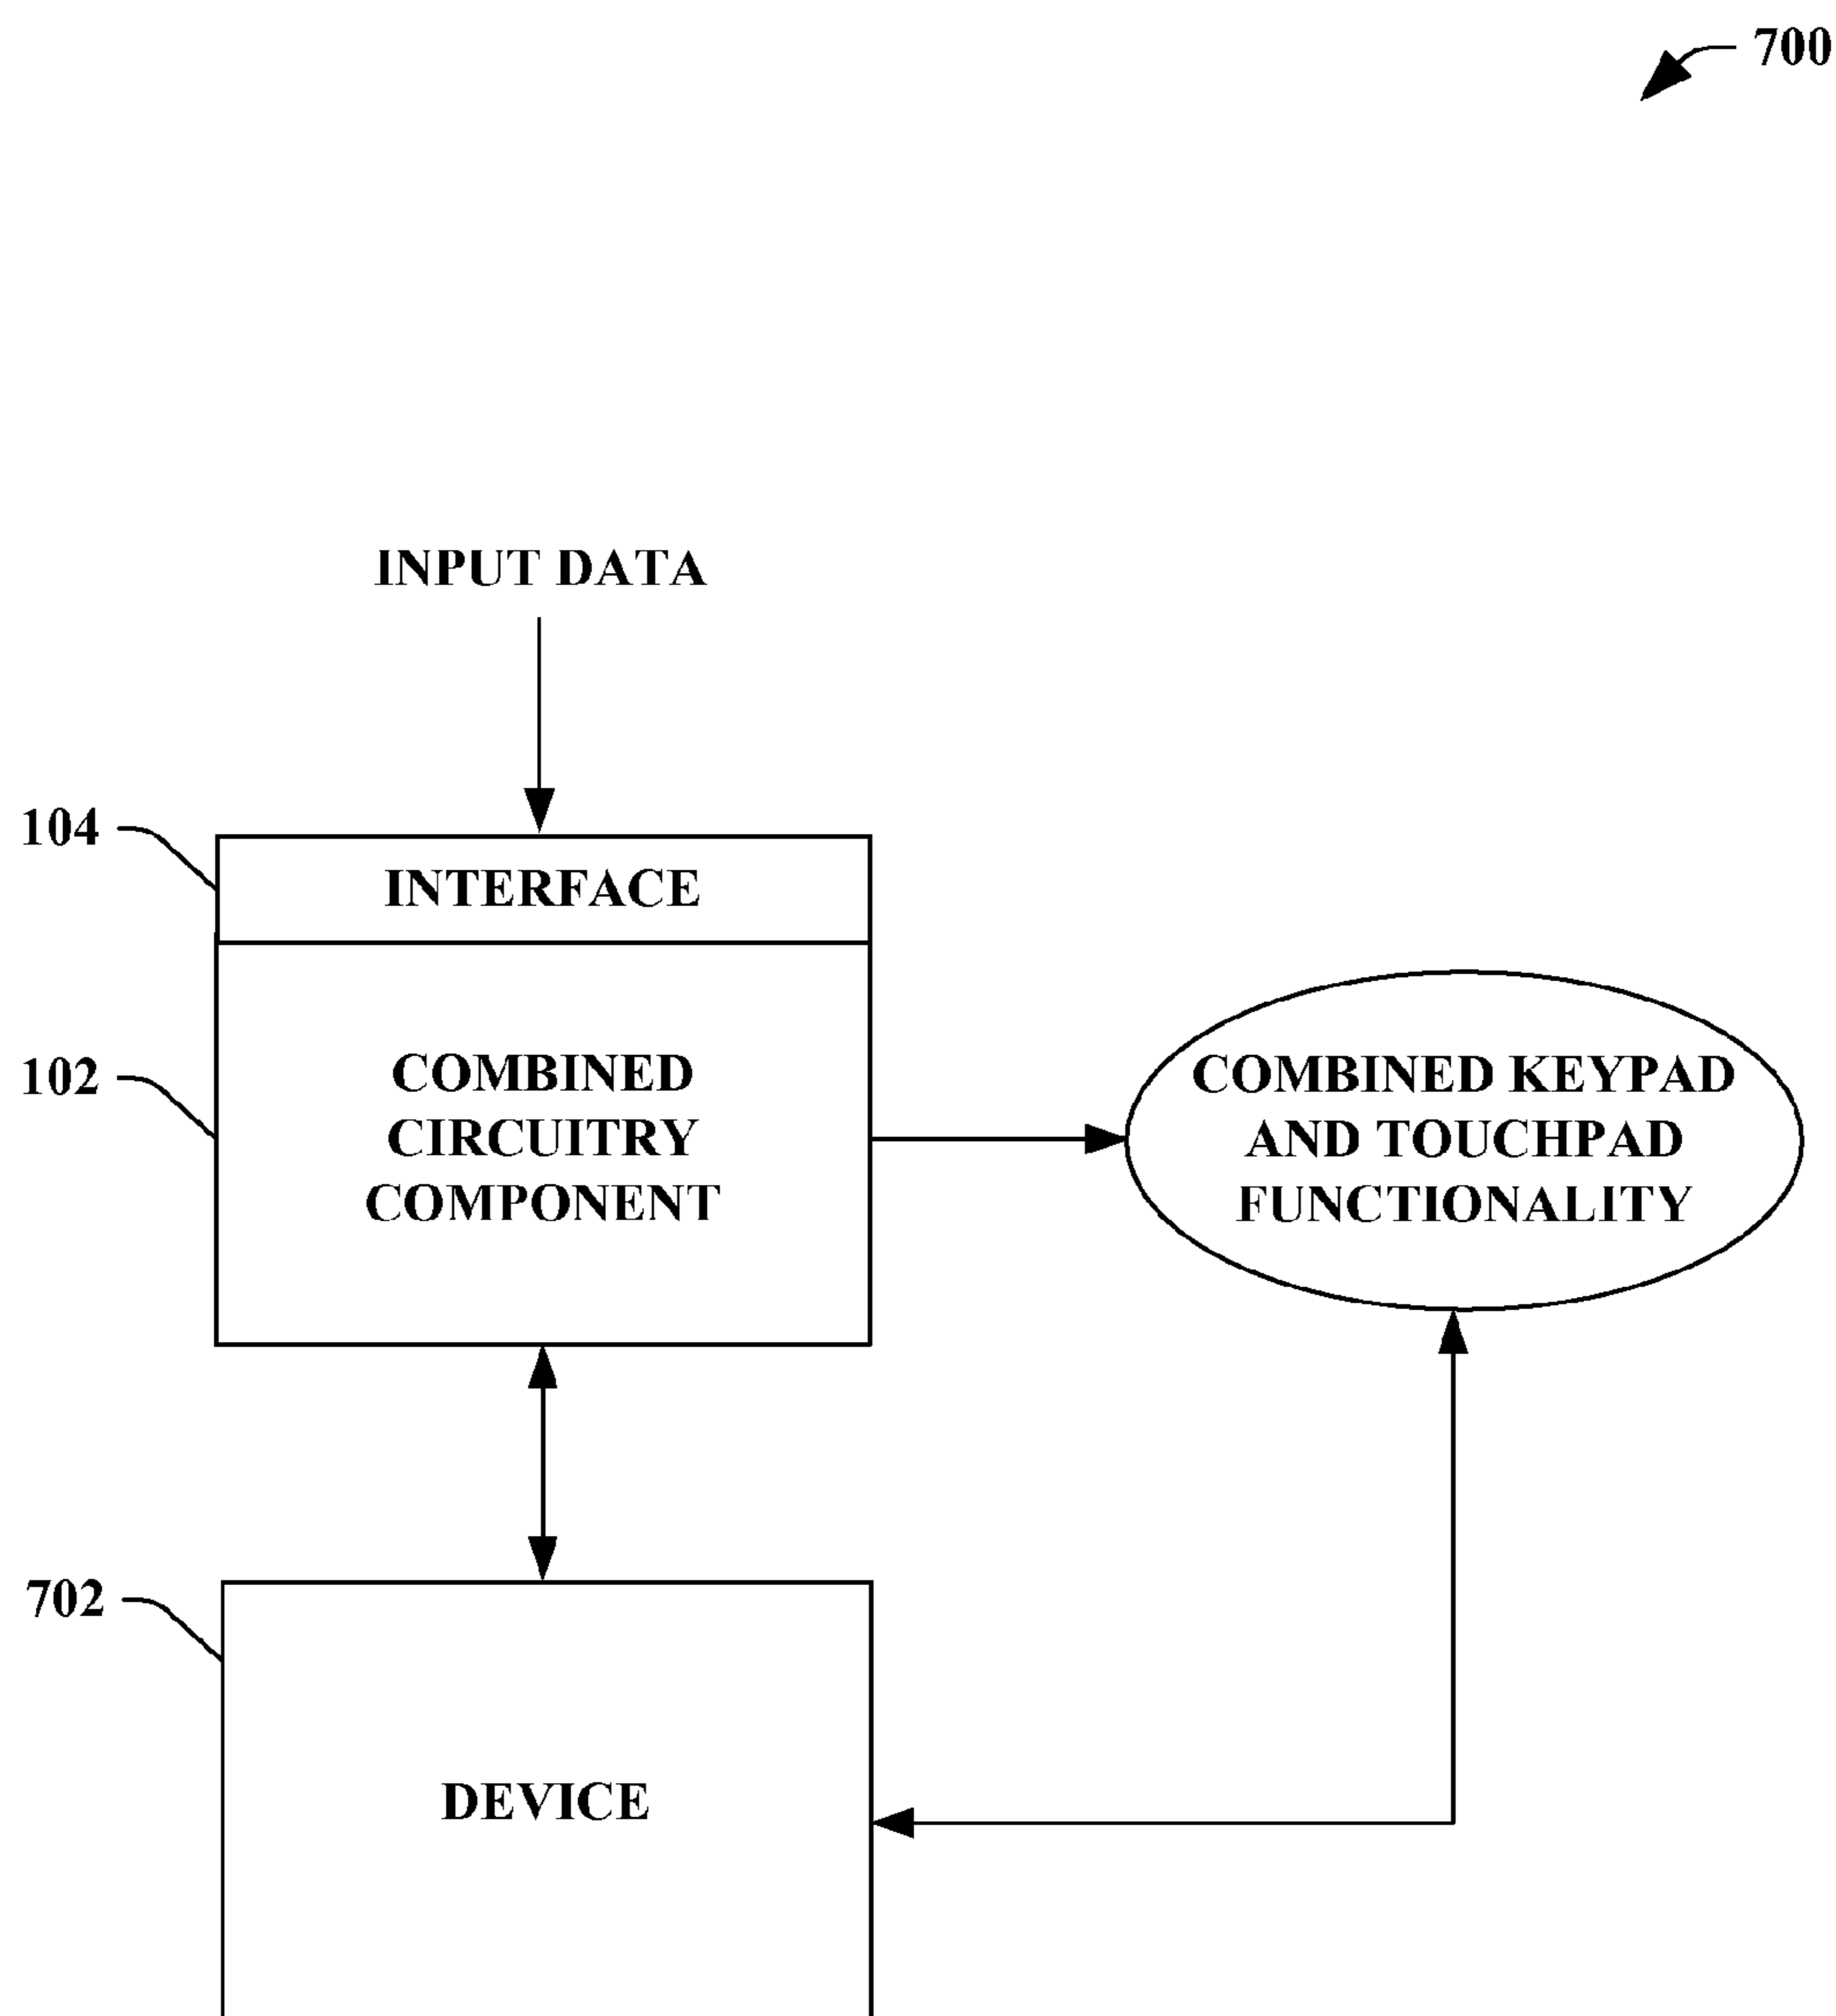 700
INPUT DATA
104
INTERFACE
102
COMBINED
CIRCUITRY
COMPONENT
COMBINED KEYPAD
AND TOUCHPAD
FUNCTIONALITY
702
DEVICE